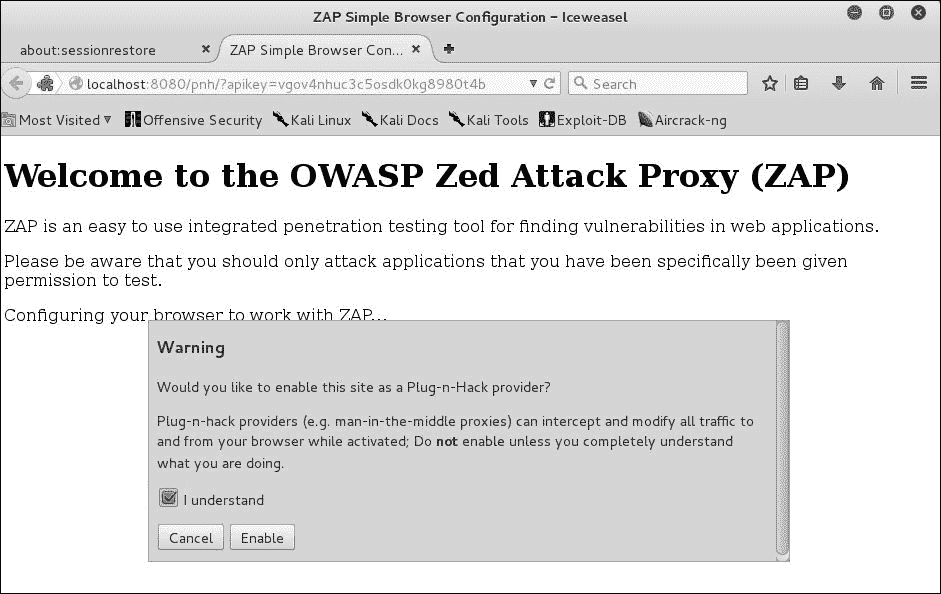 ZAP Simple Browser Configuration – Iceweasel
about:sessionrestore
ZAP Simple Browser Con...
localhost:8080/pnh/?apikey=vgov4nhuc3c5osdk0kg8980t4b
Search
Most Visited
Offensive Security
Kali Linux
Kali Docs
Kali Tools
Exploit-DB
Aircrack-ng
Welcome to the OWASP Zed Attack Proxy (ZAP)
ZAP is an easy to use integrated penetration testing tool for finding vulnerabilities in web applications.
Please be aware that you should only attack applications that you have been specifically been given
permission to test.
Configuring your browser to work with ZAP...
Warning
Would you like to enable this site as a Plug-n-Hack provider?
Plug-n-hack providers (e.g. man-in-the-middle proxies) can intercept and modify all traffic to
and from your browser while activated; Do not enable unless you completely understand
what you are doing.
I understand
Cancel
Enable